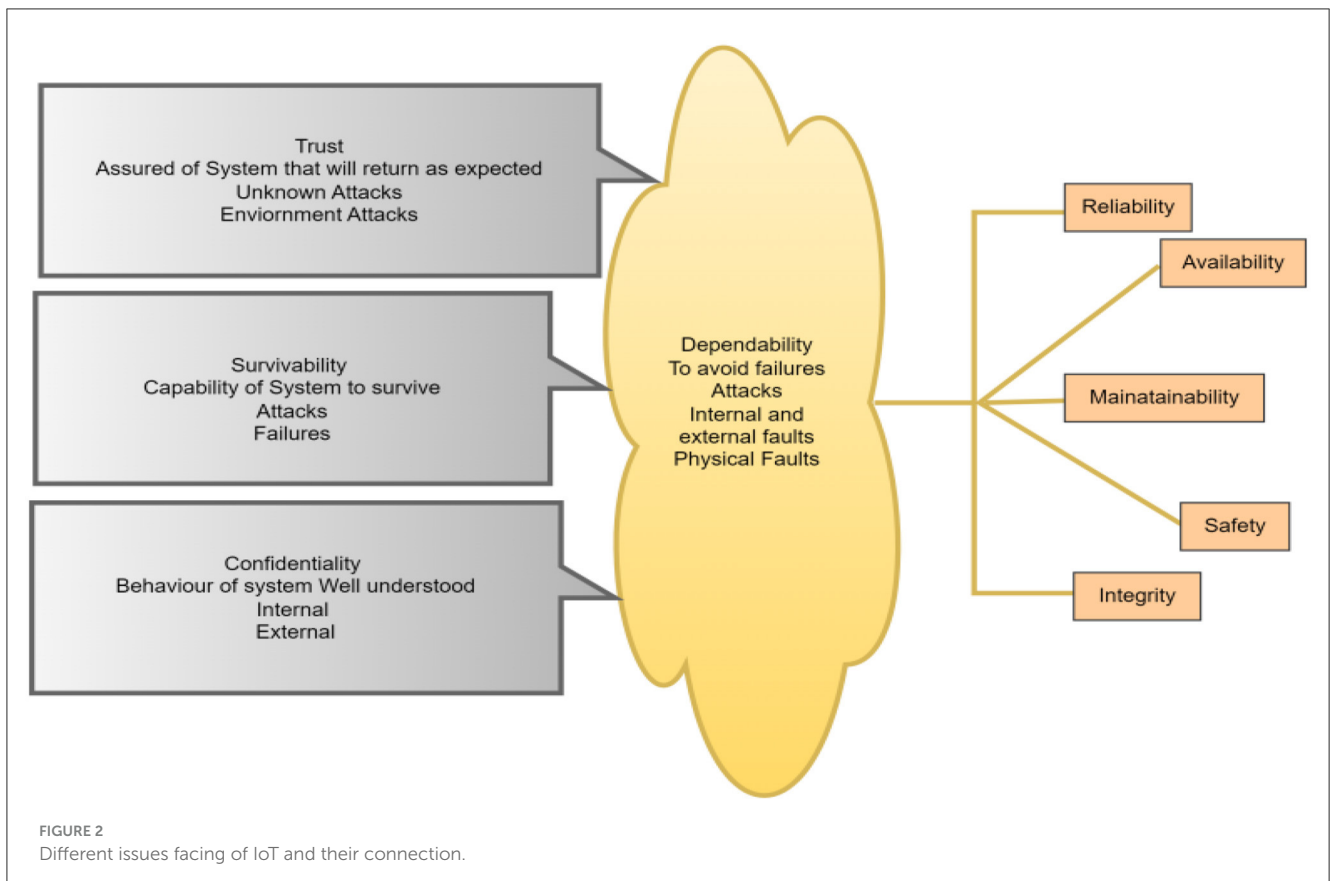 Trust
Assured of System that will return as expected
Unknown Attacks
Enviornment Attacks
Survivability
Capability of System to survive
Attacks
Failures
Confidentiality
Behaviour of system Well understood
Internal
External
Dependability
To avoid failures
Attacks
Internal and
external faults
Physical Faults
Reliability
Availability
Mainatainability
Safety
Integrity
FIGURE 2
Different issues facing of IoT and their connection.